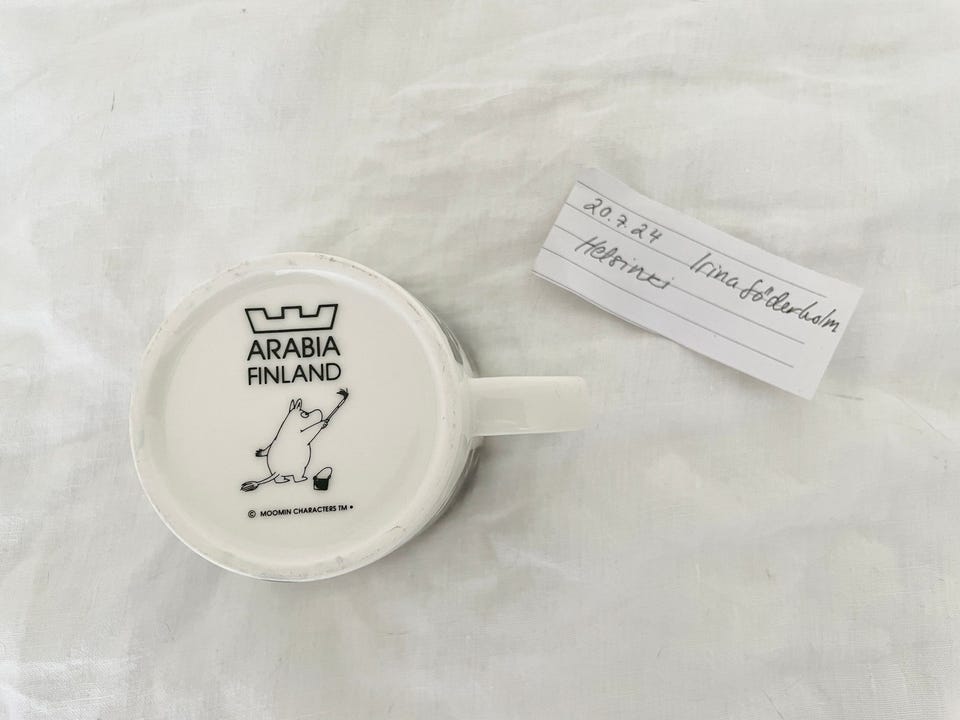 ARABIA
FINLAND
© MOOMIN CHARACTERS TM
20.7.24 Irina Söderholm
Helsinki